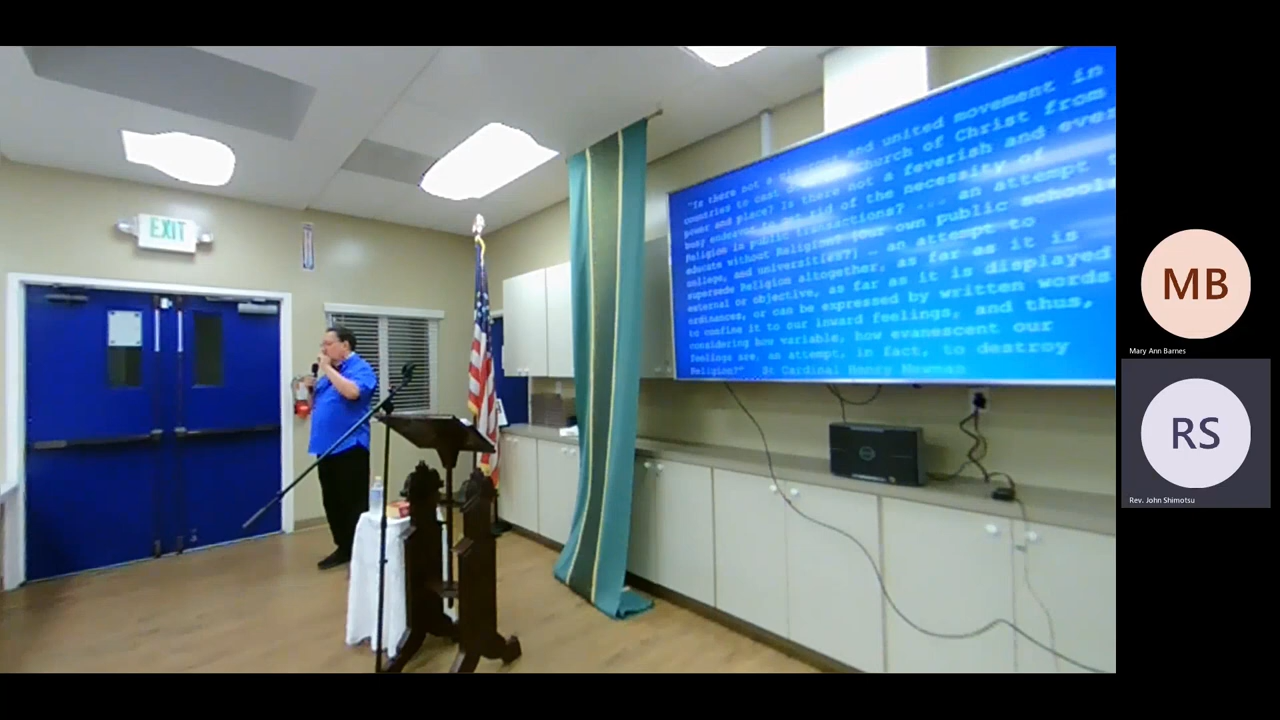 EXIT
"Is there not a and united movement in
countries to cast Church of Christ from
power and place? Is there not a feverish and ever
busy endeavor to get rid of the necessity of
Religion in public transactions? --- an attempt t
educate without Religion? (Our own public schools
college, and universities?) — an attempt to
supersede Religion altogether, as far as it is
external or objective, as far as it is displayed
ordinances, or can be expressed by written words
to confine it to our inward feelings, and thus,
considering how variable, how evanescent our
feelings are, an attempt, in fact, to destroy
Religion?" St Cardinal Henry Newman
DELL
MB
Mary Ann Barnes
RS
Rev. John Shimotsu